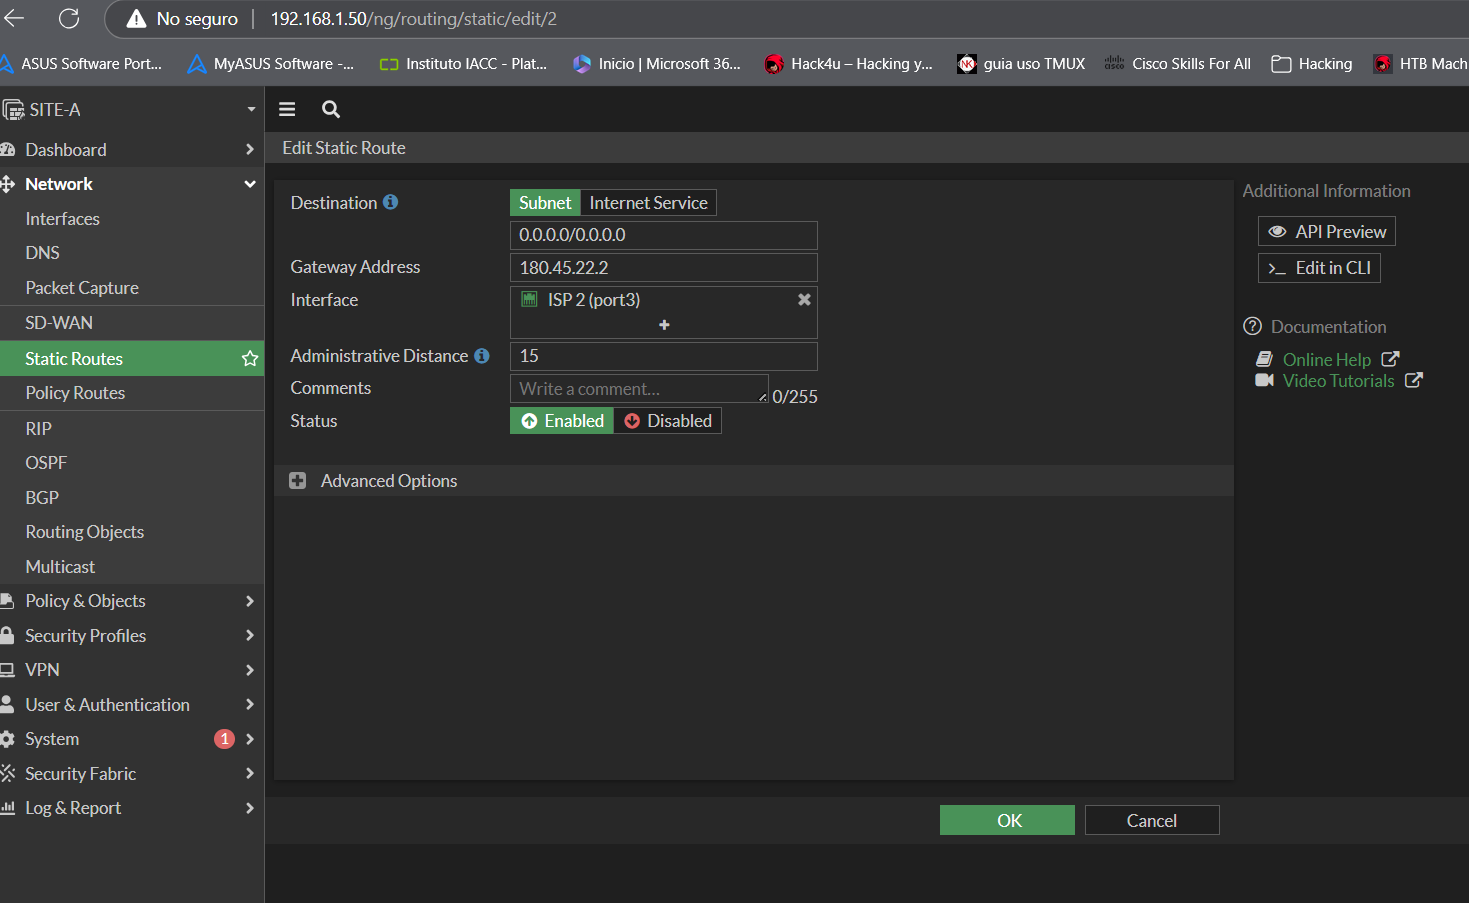 No seguro | 192.168.1.50/ng/routing/static/edit/2
ASUS Software Port... MyASUS Software -... Instituto IACC - Plat... Inicio | Microsoft 36... Hack4u – Hacking y... guia uso TMUX Cisco Skills For All Hacking HTB Mach
SITE-A
Dashboard
Network
Interfaces
DNS
Packet Capture
SD-WAN
Static Routes
Policy Routes
RIP
OSPF
BGP
Routing Objects
Multicast
Policy & Objects
Security Profiles
VPN
User & Authentication
System 1
Security Fabric
Log & Report
Edit Static Route
Destination Subnet Internet Service
0.0.0.0/0.0.0.0
Gateway Address 180.45.22.2
Interface ISP 2 (port3)
Administrative Distance 15
Comments Write a comment... 0/255
Status Enabled Disabled
Advanced Options
OK Cancel
Additional Information
API Preview
>_ Edit in CLI
Documentation
Online Help
Video Tutorials